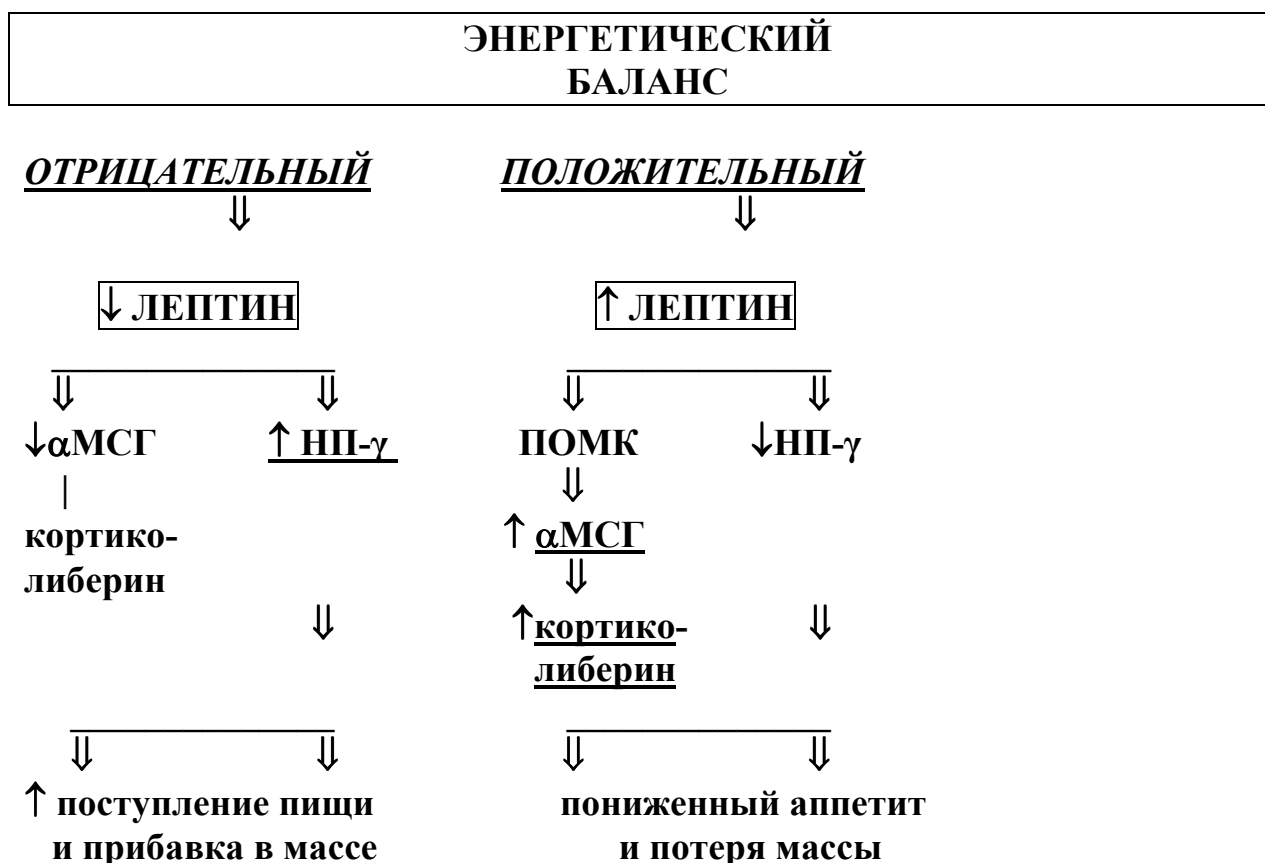 ЭНЕРГЕТИЧЕСКИЙ
БАЛАНС
ОТРИЦАТЕЛЬНЫЙ ПОЛОЖИТЕЛЬНЫЙ
⇓ ⇓
↓ ЛЕПТИН ↑ ЛЕПТИН
⇓ ⇓ ⇓ ⇓
↓αМСГ ↑ НП-γ ПОМК ↓НП-γ
| ⇓
кортико- ↑ αМСГ
либерин ⇓
⇓ ↑кортико- ⇓
либерин
⇓ ⇓ ⇓ ⇓
↑ поступление пищи пониженный аппетит
и прибавка в массе и потеря массы